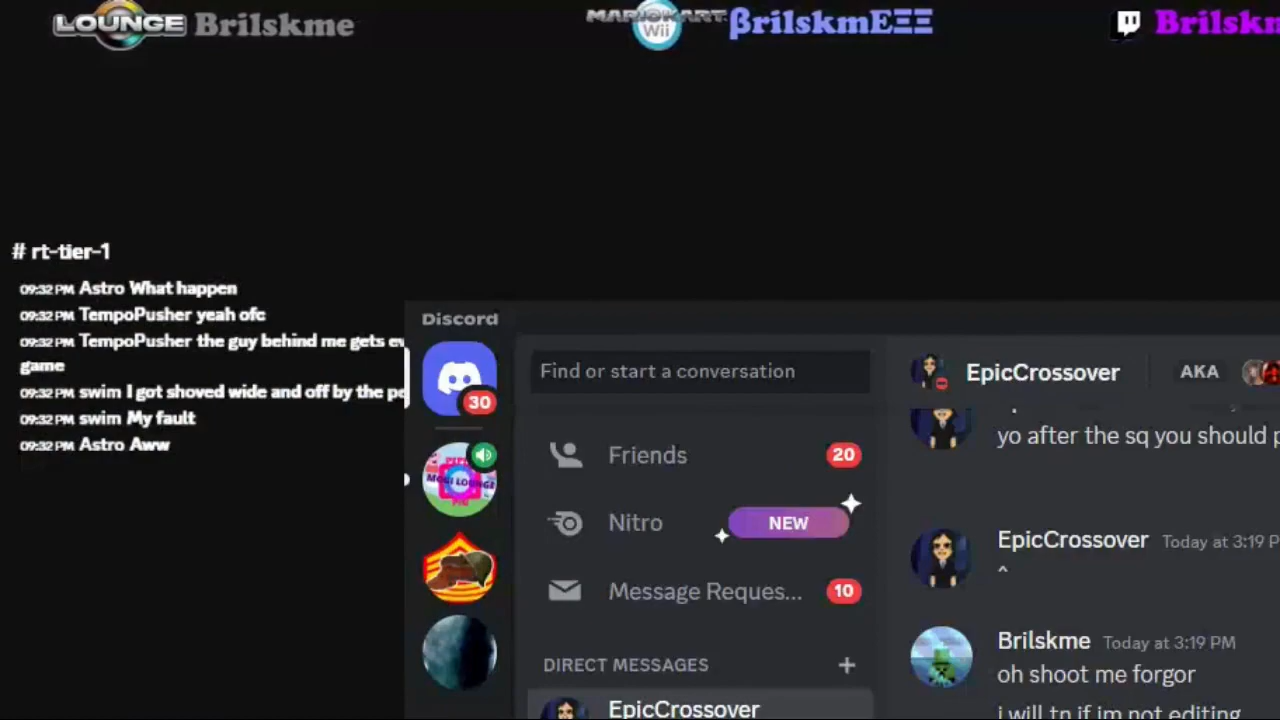 LOUNGE Brilskme
MARIOKART Wii βrilskmEΞΞ
Brilskm
# rt-tier-1
09:32 PM Astro What happen
09:32 PM TempoPusher yeah ofc
09:32 PM TempoPusher the guy behind me gets ev
game
09:32 PM swim I got shoved wide and off by the pe
09:32 PM swim My fault
09:32 PM Astro Aww
Discord
30
MOGI LOUNGE
Find or start a conversation
Friends 20
Nitro NEW
Message Reques... 10
DIRECT MESSAGES +
EpicCrossover
EpicCrossover AKA
yo after the sq you should p
EpicCrossover Today at 3:19 P
^
Brilskme Today at 3:19 PM
oh shoot me forgor
i will tn if im not editing